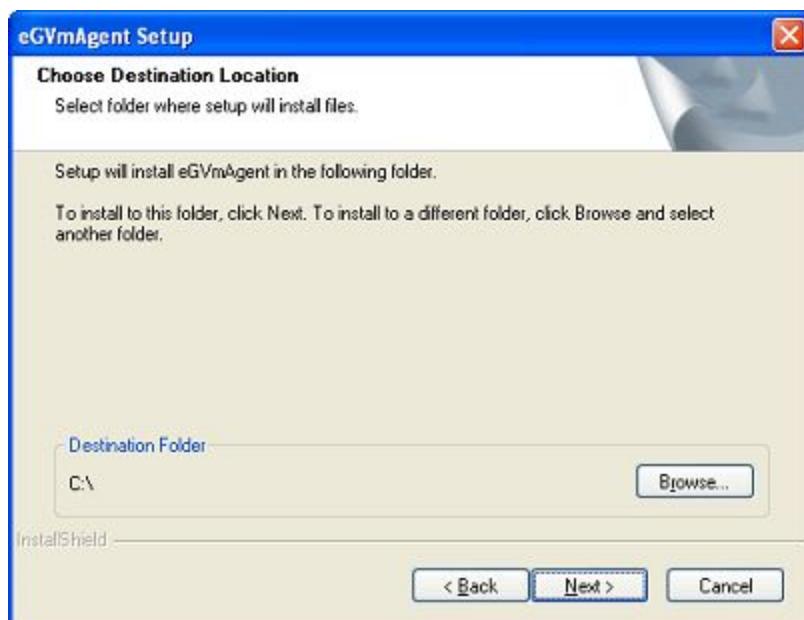 eGVmAgent Setup
Choose Destination Location
Select folder where setup will install files.
Setup will install eGVmAgent in the following folder.
To install to this folder, click Next. To install to a different folder, click Browse and select
another folder.
Destination Folder
C:\
Browse...
InstallShield
< Back
Next >
Cancel